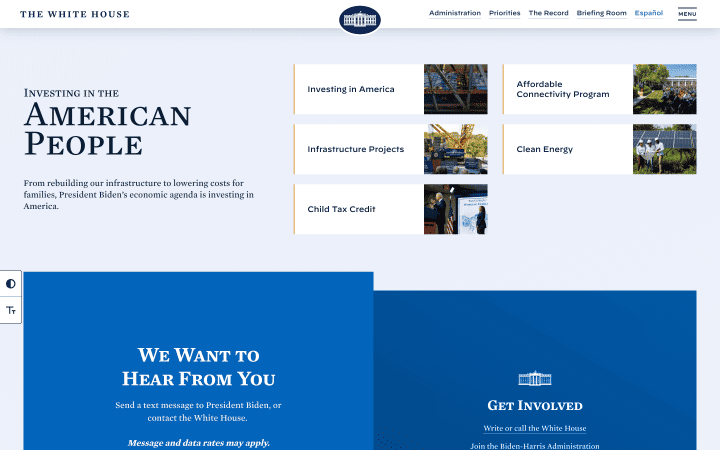 THE WHITE HOUSE
Administration
Priorities
The Record
Briefing Room
Español
MENU
INVESTING IN THE
AMERICAN
PEOPLE
From rebuilding our infrastructure to lowering costs for
families, President Biden's economic agenda is investing in
America.
Investing in America
Affordable
Connectivity Program
Infrastructure Projects
Clean Energy
Child Tax Credit
TT
WE WANT TO
HEAR FROM YOU
Send a text message to President Biden, or
contact the White House.
Message and data rates may apply.
GET INVOLVED
Write or call the White House
Join the Biden-Harris Administration